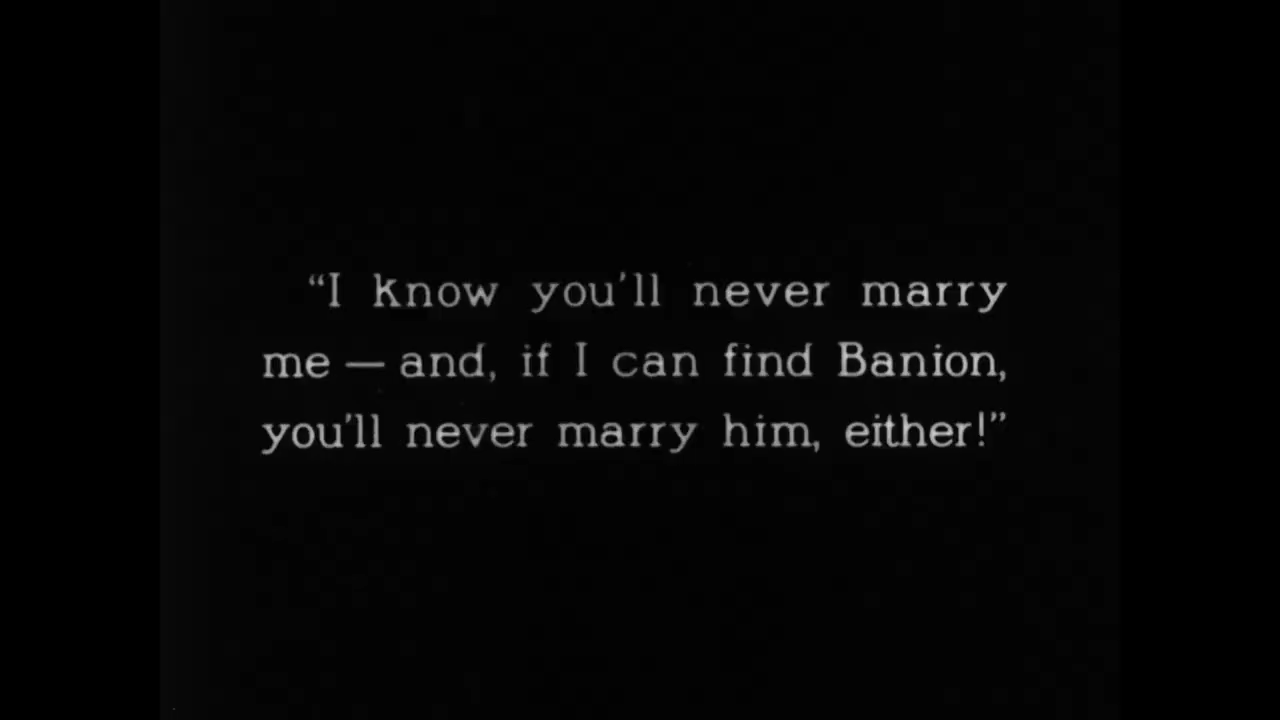 “I know you'll never marry
me — and, if I can find Banion,
you'll never marry him, either!”